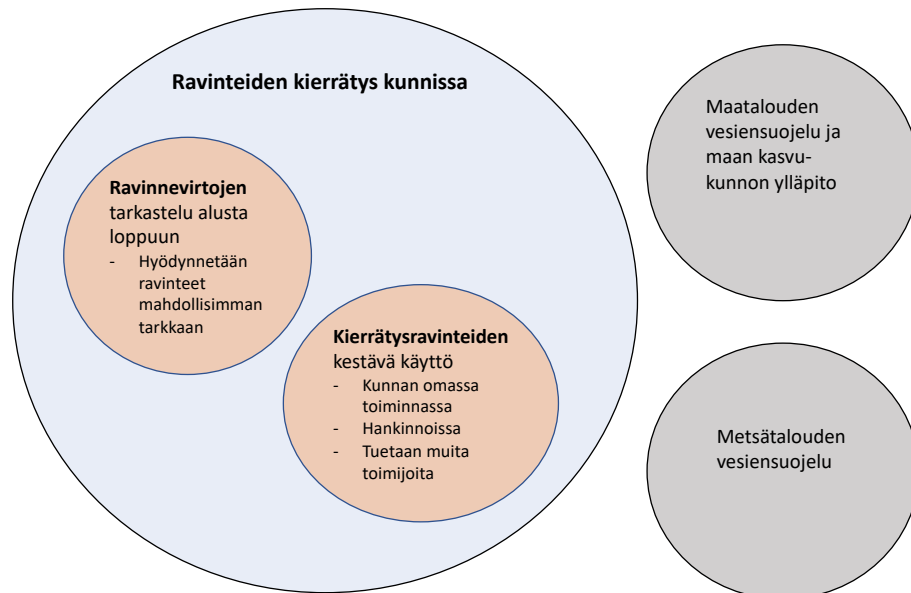 Ravinteiden kierrätys kunnissa
Ravinnevirtojen
tarkastelu alusta
loppuun
- Hyödynnetään
ravinteet
mahdollisimman
tarkkaan
Kierrätysravinteiden
kestävä käyttö
- Kunnan omassa
toiminnassa
- Hankinnoissa
- Tuetaan muita
toimijoita
Maatalouden
vesiensuojelu ja
maan kasvu-
kunnon ylläpito
Metsätalouden
vesiensuojelu